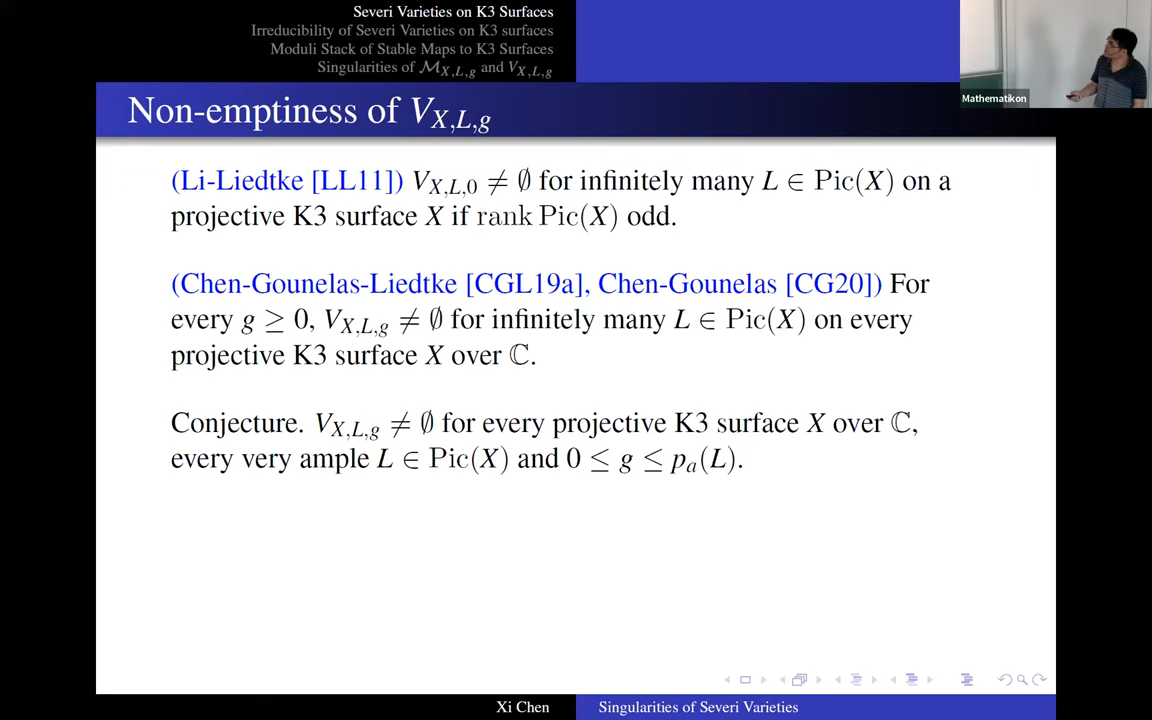 Severi Varieties on K3 Surfaces
Irreducibility of Severi Varieties on K3 surfaces
Moduli Stack of Stable Maps to K3 Surfaces
Singularities of ℳ_{X,L,g} and V_{X,L,g}
Mathematikon
Non-emptiness of V_{X,L,g}
(Li-Liedtke [LL11]) V_{X,L,0} ≠ ∅ for infinitely many L ∈ Pic(X) on a
projective K3 surface X if rank Pic(X) odd.
(Chen-Gounelas-Liedtke [CGL19a], Chen-Gounelas [CG20]) For
every g ≥ 0, V_{X,L,g} ≠ ∅ for infinitely many L ∈ Pic(X) on every
projective K3 surface X over ℂ.
Conjecture. V_{X,L,g} ≠ ∅ for every projective K3 surface X over ℂ,
every very ample L ∈ Pic(X) and 0 ≤ g ≤ p_a(L).
Xi Chen
Singularities of Severi Varieties